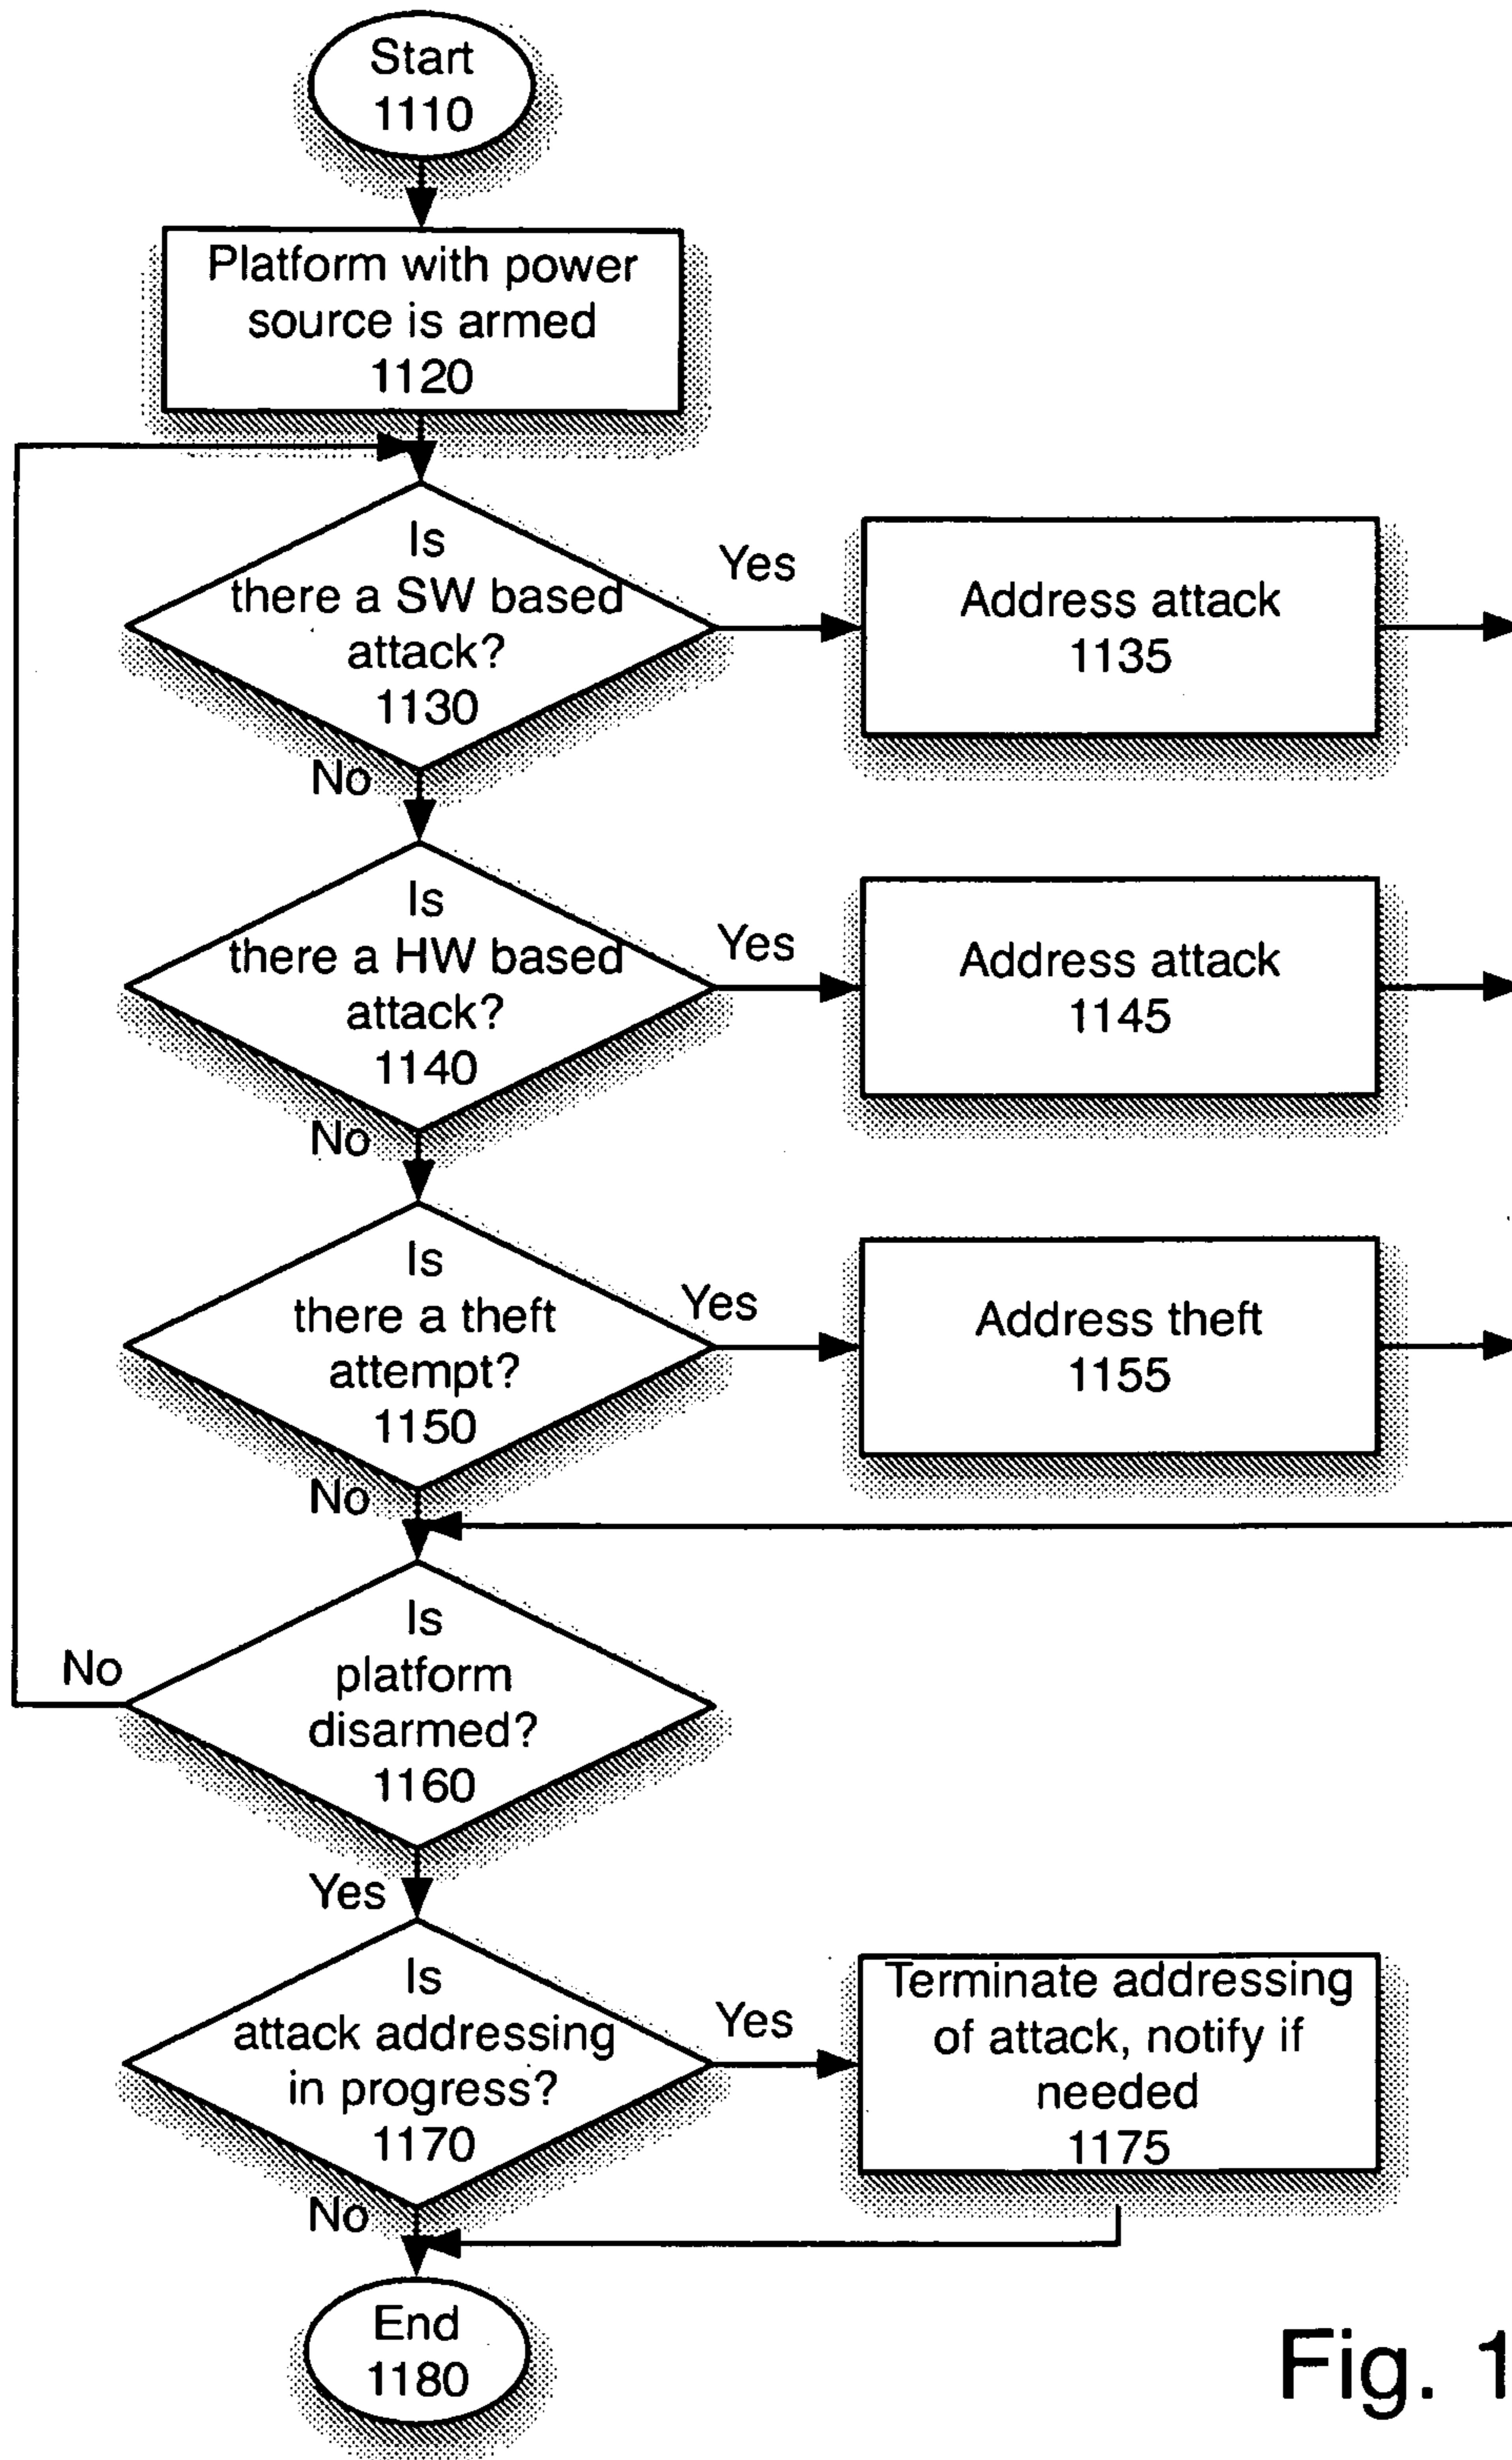 Start
1110
Platform with power
source is armed
1120
Is
there a SW based
attack?
1130
Yes
No
Address attack
1135
Is
there a HW based
attack?
1140
Yes
No
Address attack
1145
Is
there a theft
attempt?
1150
Yes
No
Address theft
1155
Is
platform
disarmed?
1160
No
Yes
Is
attack addressing
in progress?
1170
Yes
No
Terminate addressing
of attack, notify if
needed
1175
End
1180
Fig. 1